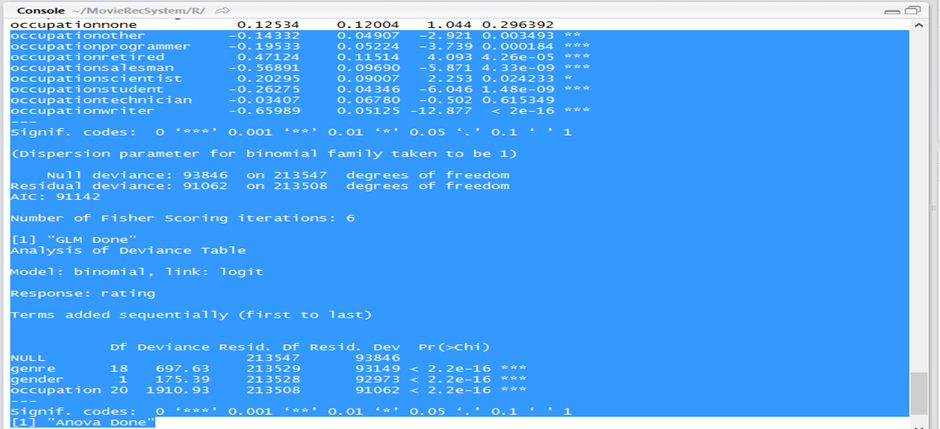 Console ~/MovieRecSystem/R/
occupationnone 0.12534 0.12004 1.044 0.296392
occupationother -0.14332 0.04907 -2.921 0.003493 **
occupationprogrammer -0.19533 0.05224 -3.739 0.000184 ***
occupationretired 0.47124 0.11514 4.093 4.26e-05 ***
occupationsalesman -0.56891 0.09690 -5.871 4.33e-09 ***
occupationscientist 0.20295 0.09007 2.253 0.024233 *
occupationstudent -0.26275 0.04346 -6.046 1.48e-09 ***
occupationtechnician -0.03407 0.06780 -0.502 0.615349
occupationwriter -0.65989 0.05125 -12.877 < 2e-16 ***
---
Signif. codes: 0 ‘***’ 0.001 ‘**’ 0.01 ‘*’ 0.05 ‘.’ 0.1 ‘ ’ 1
(Dispersion parameter for binomial family taken to be 1)
Null deviance: 93846 on 213547 degrees of freedom
Residual deviance: 91062 on 213508 degrees of freedom
AIC: 91142
Number of Fisher Scoring iterations: 6
[1] "GLM Done"
Analysis of Deviance Table
Model: binomial, link: logit
Response: rating
Terms added sequentially (first to last)
Df Deviance Resid. Df Resid. Dev Pr(>Chi)
NULL 213547 93846
genre 18 697.63 213529 93149 < 2.2e-16 ***
gender 1 175.39 213528 92973 < 2.2e-16 ***
occupation 20 1910.93 213508 91062 < 2.2e-16 ***
---
Signif. codes: 0 ‘***’ 0.001 ‘**’ 0.01 ‘*’ 0.05 ‘.’ 0.1 ‘ ’ 1
[1] "Anova Done"